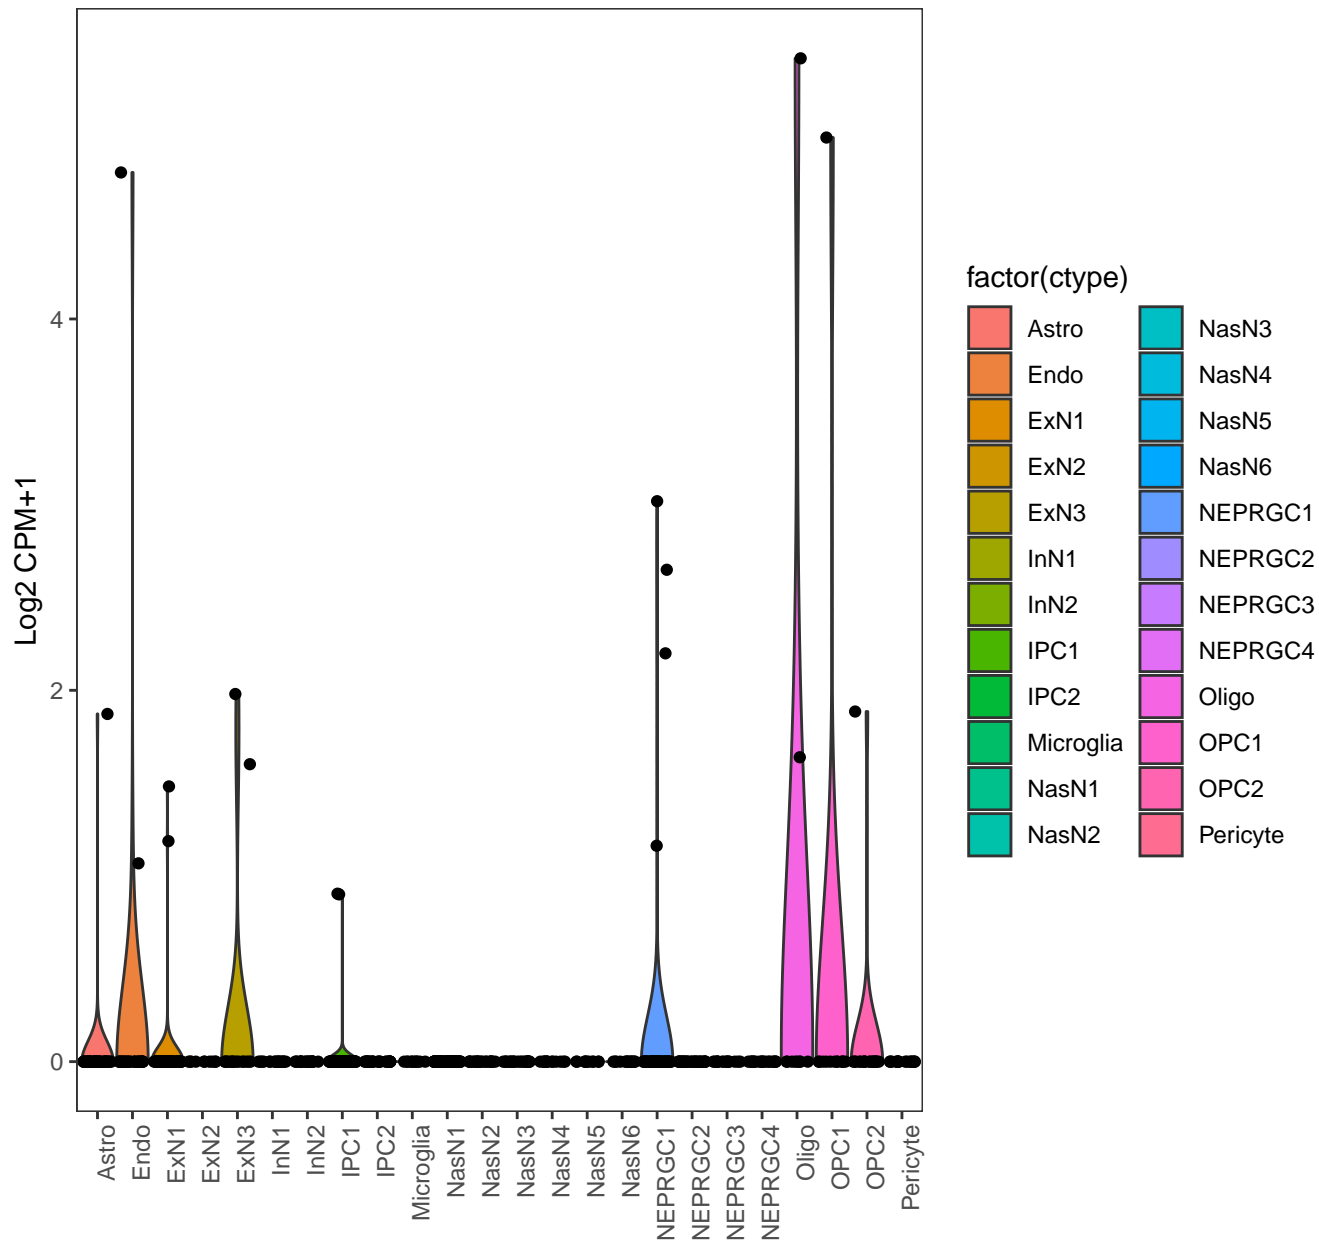 Log2 CPM+1
4
2
0
Astro
Endo
ExN1
ExN2
ExN3
InN1
InN2
IPC1
IPC2
Microglia
NasN1
NasN2
NasN3
NasN4
NasN5
NasN6
NEPRGC1
NEPRGC2
NEPRGC3
NEPRGC4
Oligo
OPC1
OPC2
Pericyte
factor(ctype)
Astro
Endo
ExN1
ExN2
ExN3
InN1
InN2
IPC1
IPC2
Microglia
NasN1
NasN2
NasN3
NasN4
NasN5
NasN6
NEPRGC1
NEPRGC2
NEPRGC3
NEPRGC4
Oligo
OPC1
OPC2
Pericyte